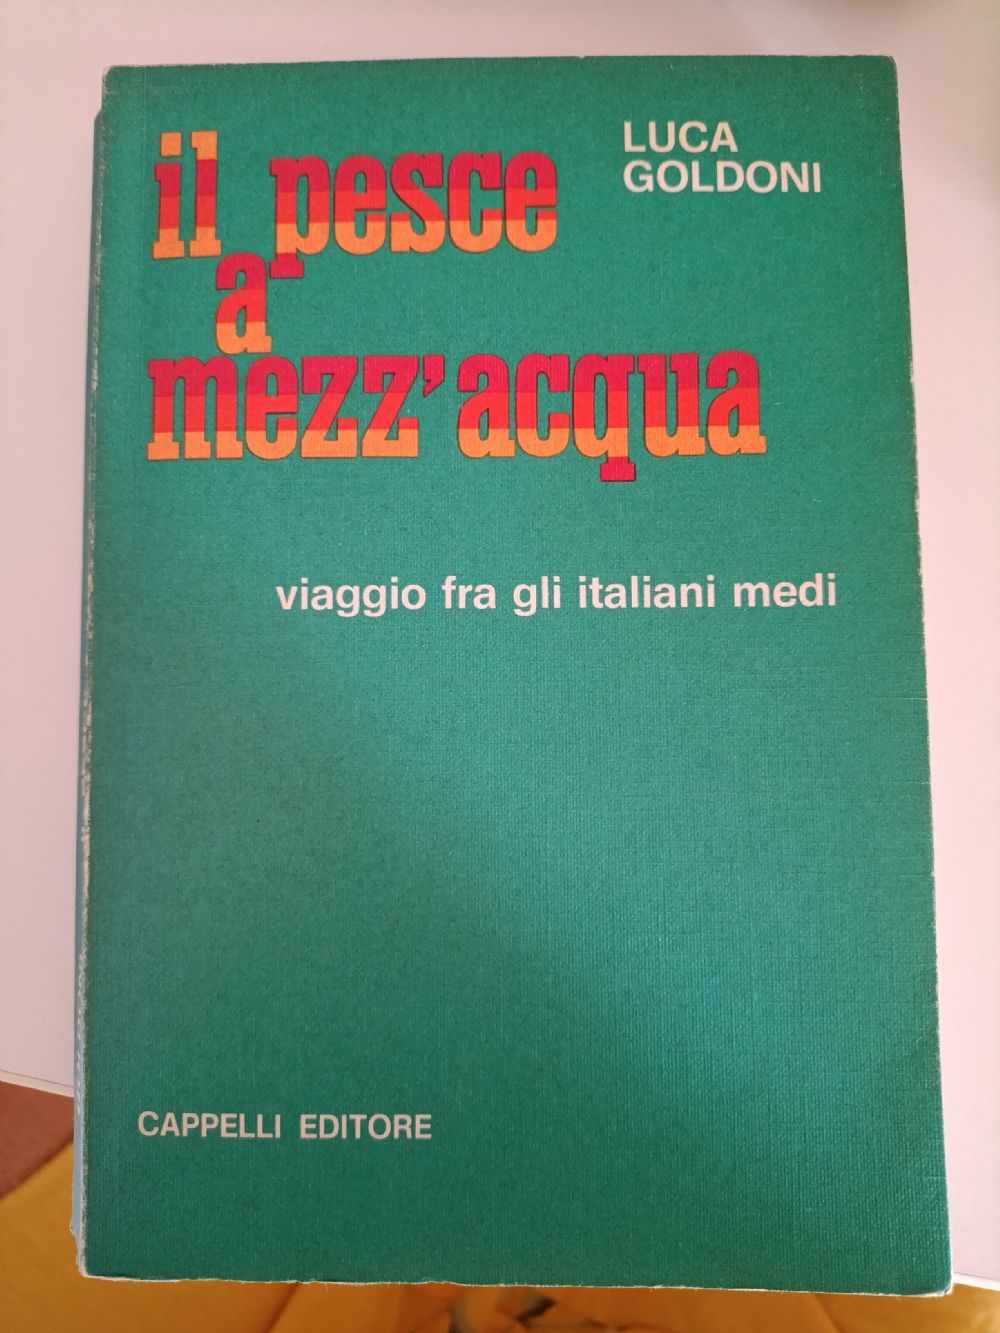 LUCA
GOLDONI
il pesce
a
mezz'acqua
viaggio fra gli italiani medi
CAPPELLI EDITORE